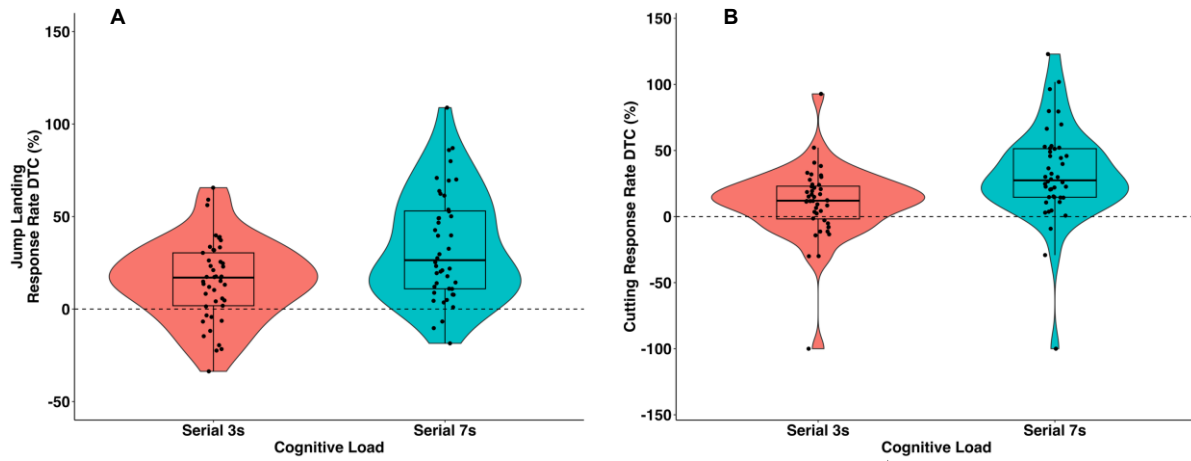 A
Jump Landing
Response Rate DTC (%)
150
100
50
0
-50
Serial 3s
Serial 7s
Cognitive Load
B
Cutting Response Rate DTC (%)
150
100
50
0
-50
-100
-150
Serial 3s
Serial 7s
Cognitive Load